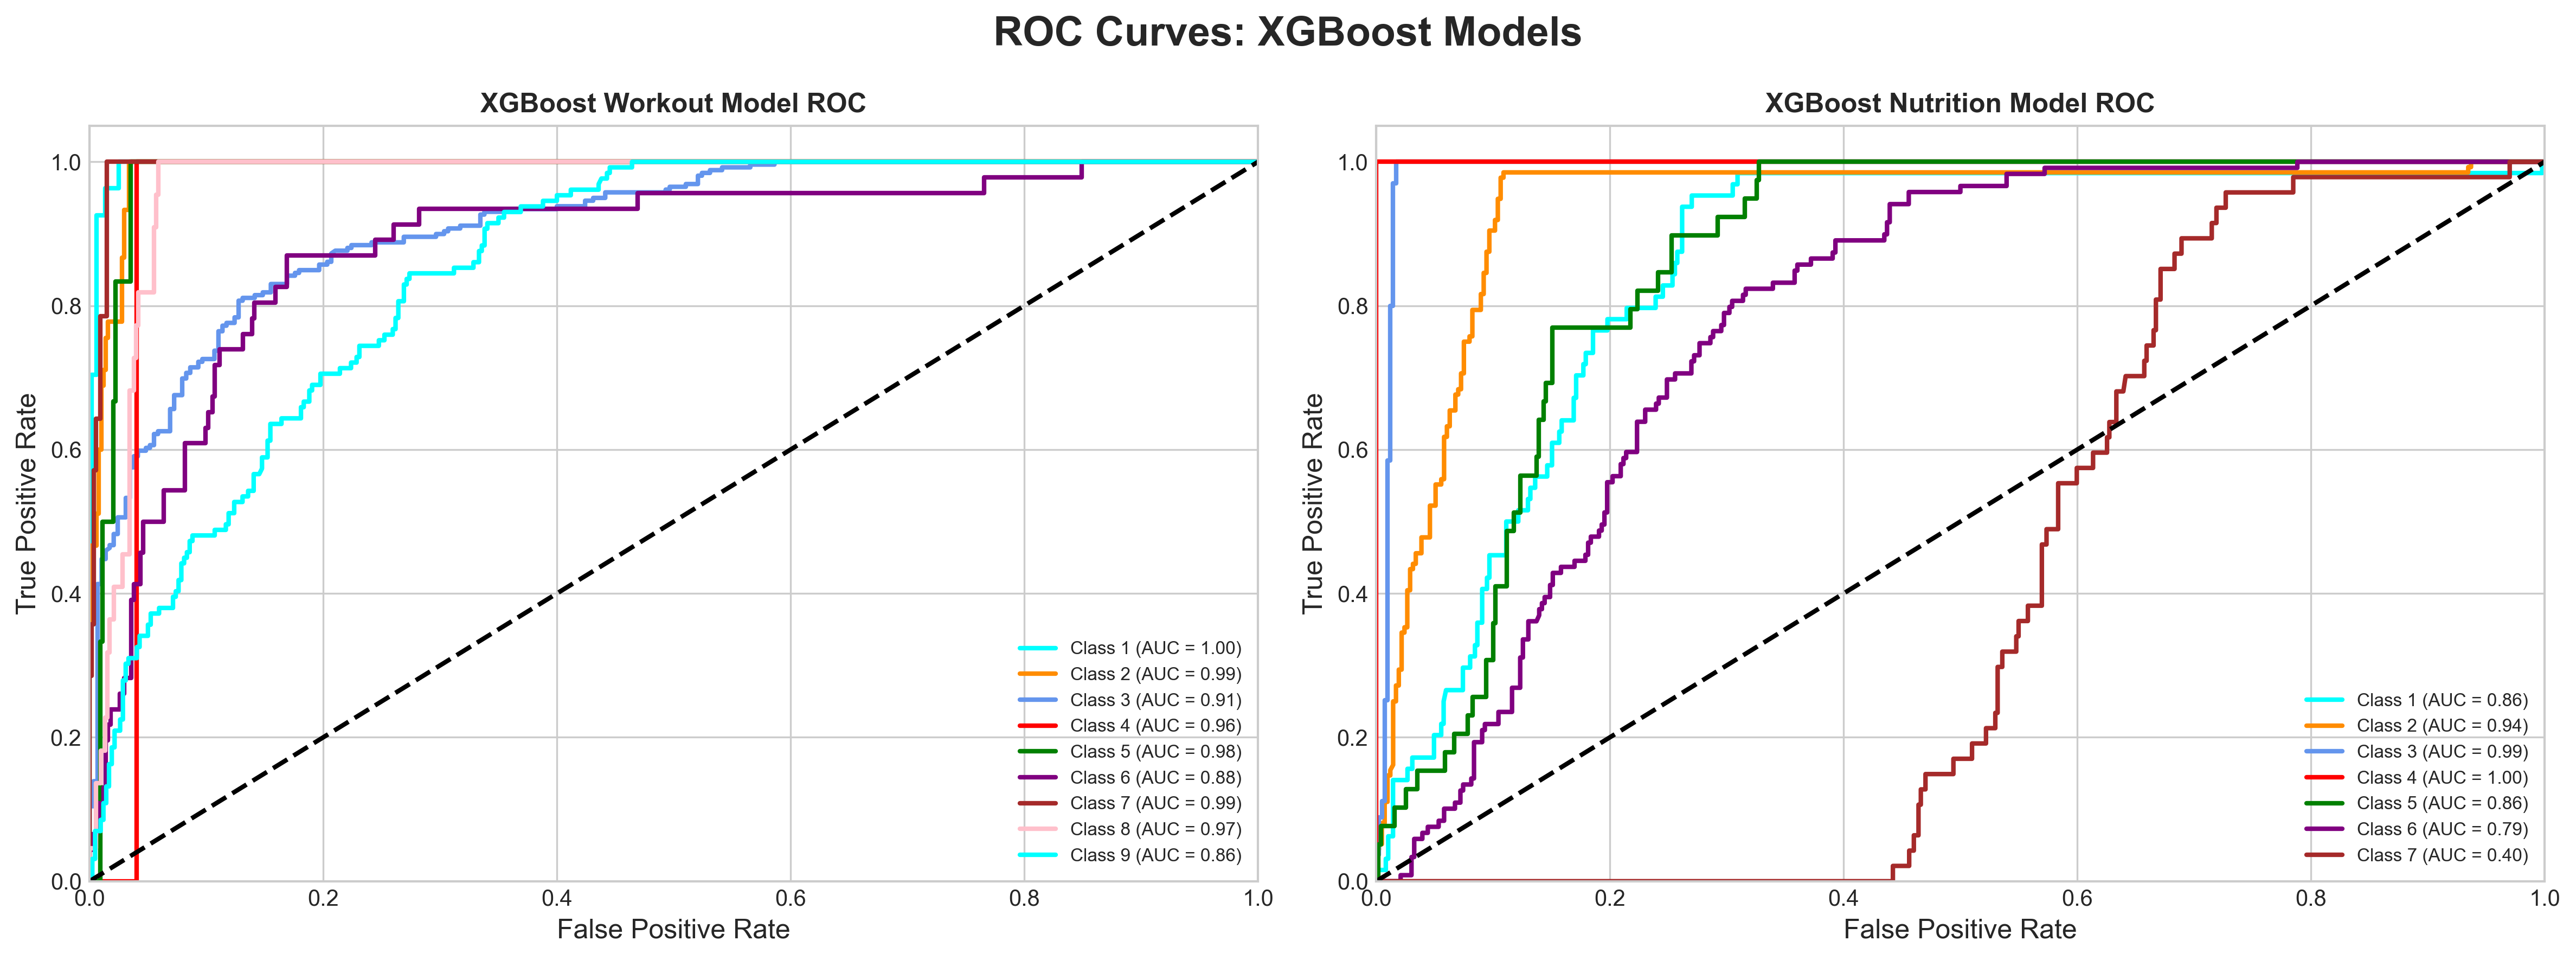 ROC Curves: XGBoost Models
XGBoost Workout Model ROC
True Positive Rate
1.0
0.8
0.6
0.4
0.2
0.0
0.0 0.2 0.4 0.6 0.8 1.0
False Positive Rate
Class 1 (AUC = 1.00)
Class 2 (AUC = 0.99)
Class 3 (AUC = 0.91)
Class 4 (AUC = 0.96)
Class 5 (AUC = 0.98)
Class 6 (AUC = 0.88)
Class 7 (AUC = 0.99)
Class 8 (AUC = 0.97)
Class 9 (AUC = 0.86)
XGBoost Nutrition Model ROC
True Positive Rate
1.0
0.8
0.6
0.4
0.2
0.0
0.0 0.2 0.4 0.6 0.8 1.0
False Positive Rate
Class 1 (AUC = 0.86)
Class 2 (AUC = 0.94)
Class 3 (AUC = 0.99)
Class 4 (AUC = 1.00)
Class 5 (AUC = 0.86)
Class 6 (AUC = 0.79)
Class 7 (AUC = 0.40)